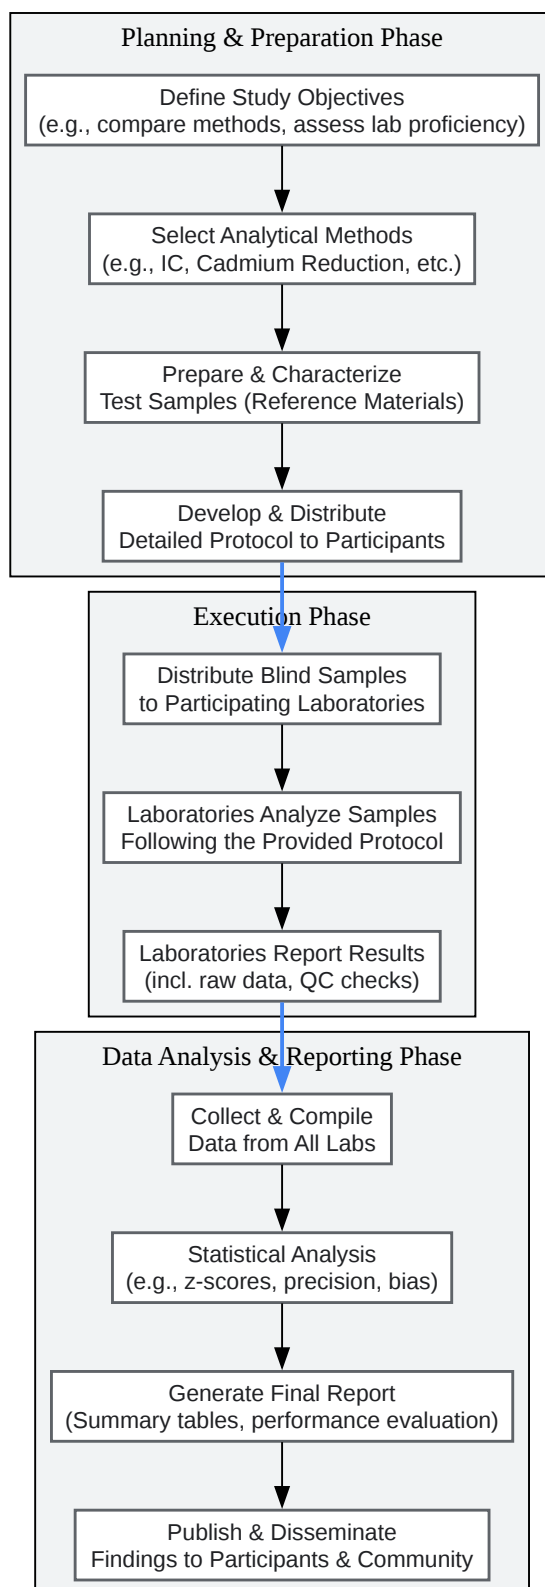 Planning & Preparation Phase
Define Study Objectives
(e.g., compare methods, assess lab proficiency)
Select Analytical Methods
(e.g., IC, Cadmium Reduction, etc.)
Prepare & Characterize
Test Samples (Reference Materials)
Develop & Distribute
Detailed Protocol to Participants
Execution Phase
Distribute Blind Samples
to Participating Laboratories
Laboratories Analyze Samples
Following the Provided Protocol
Laboratories Report Results
(incl. raw data, QC checks)
Data Analysis & Reporting Phase
Collect & Compile
Data from All Labs
Statistical Analysis
(e.g., z-scores, precision, bias)
Generate Final Report
(Summary tables, performance evaluation)
Publish & Disseminate
Findings to Participants & Community